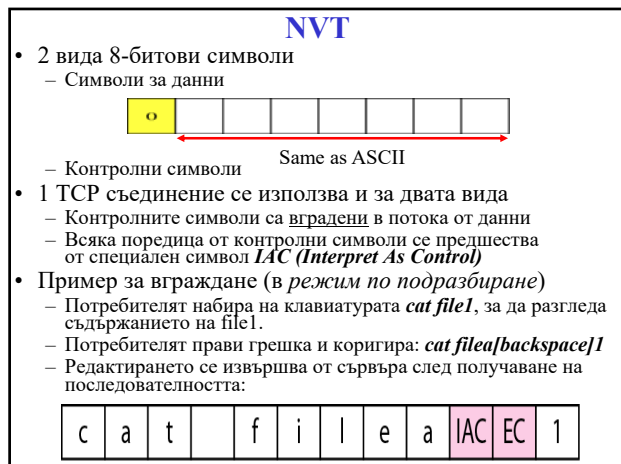 NVT
• 2 вида 8-битови символи
– Символи за данни
0
Same as ASCII
– Контролни символи
• 1 TCP съединение се използва и за двата вида
– Контролните символи са вградени в потока от данни
– Всяка поредица от контролни символи се предшества
от специален символ IAC (Interpret As Control)
• Пример за вграждане (в режим по подразбиране)
– Потребителят набира на клавиатурата cat file1, за да разгледа
съдържанието на file1.
– Потребителят прави грешка и коригира: cat filea[backspace]1
– Редактирането се извършва от сървъра след получаване на
последователността:
c a t f i l e a IAC EC 1